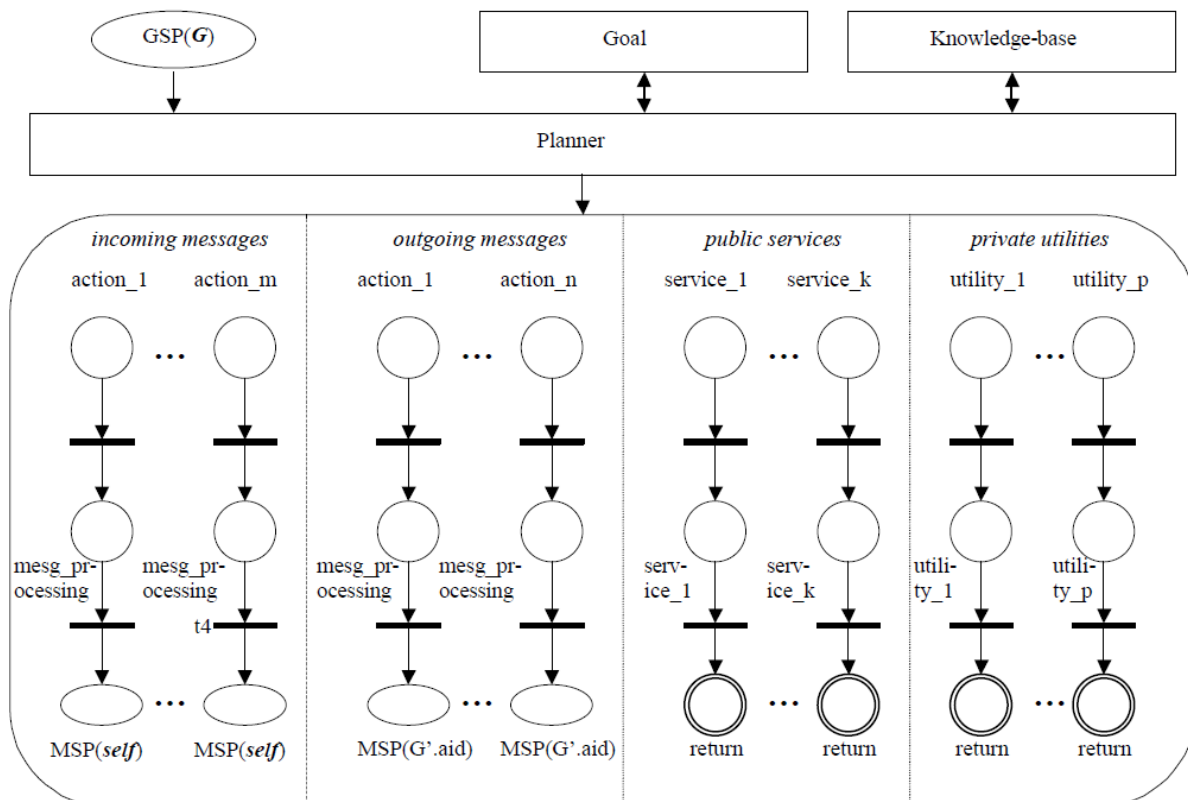 GSP(G)
Goal
Knowledge-base
Planner
incoming messages
outgoing messages
public services
private utilities
action_1
action_m
action_1
action_n
service_1
service_k
utility_1
utility_p
...
...
...
...
mesg_pr-
ocessing
mesg_pr-
ocessing
mesg_pr-
ocessing
mesg_pr-
ocessing
serv-
ice_1
serv-
ice_k
utili-
ty_1
utili-
ty_p
t4
...
...
...
...
MSP(self)
MSP(self)
MSP(G’.aid)
MSP(G’.aid)
return
return
return
return